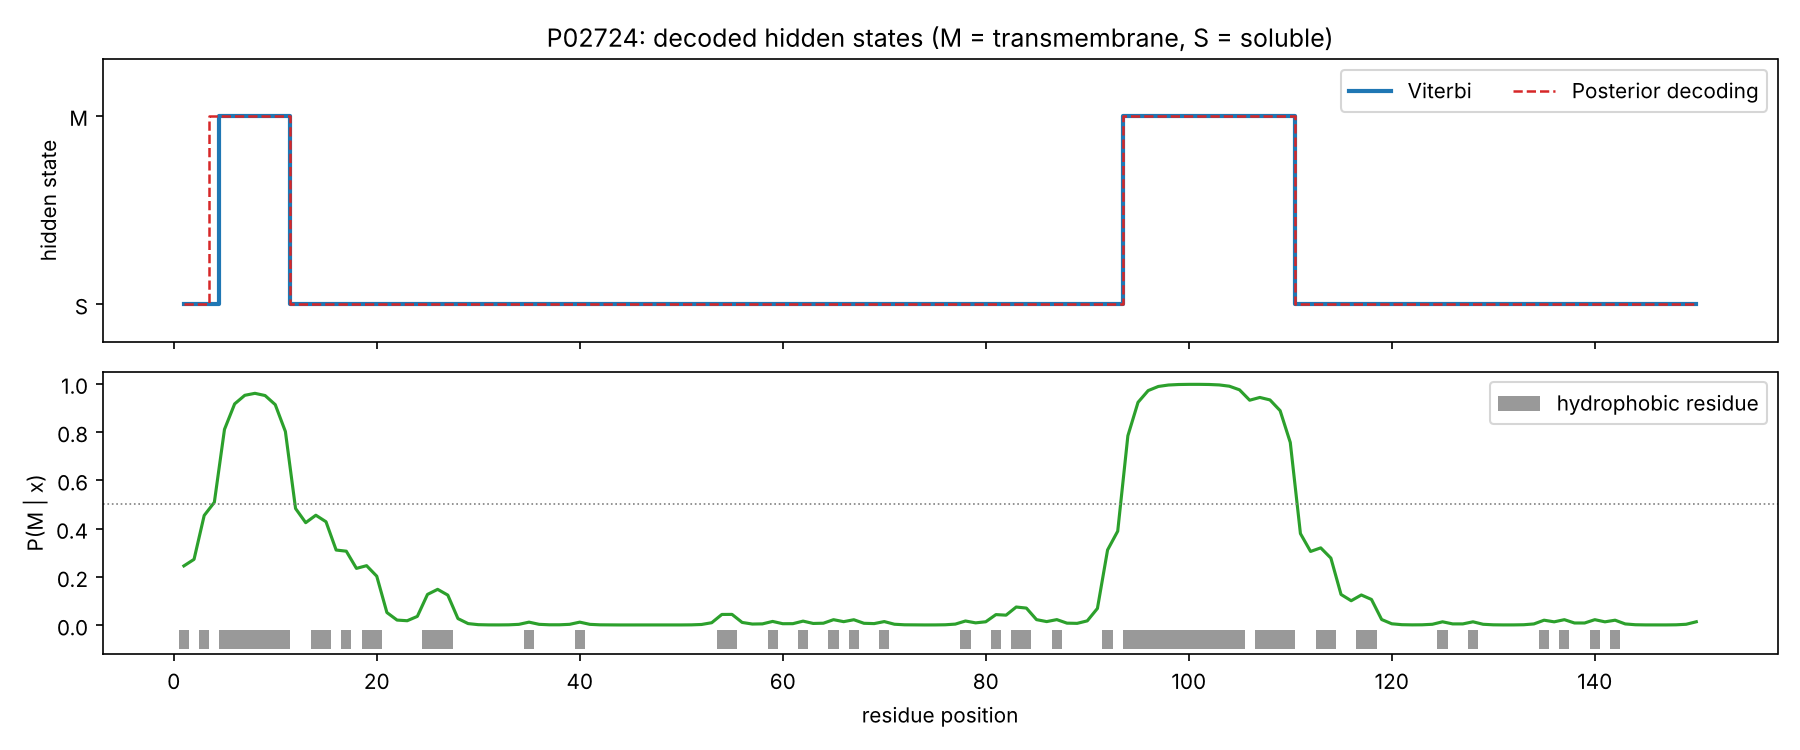 P02724: decoded hidden states (M = transmembrane, S = soluble)
Viterbi
Posterior decoding
M
S
hidden state
hydrophobic residue
1.0
0.8
0.6
0.4
0.2
0.0
P(M | x)
0 20 40 60 80 100 120 140
residue position